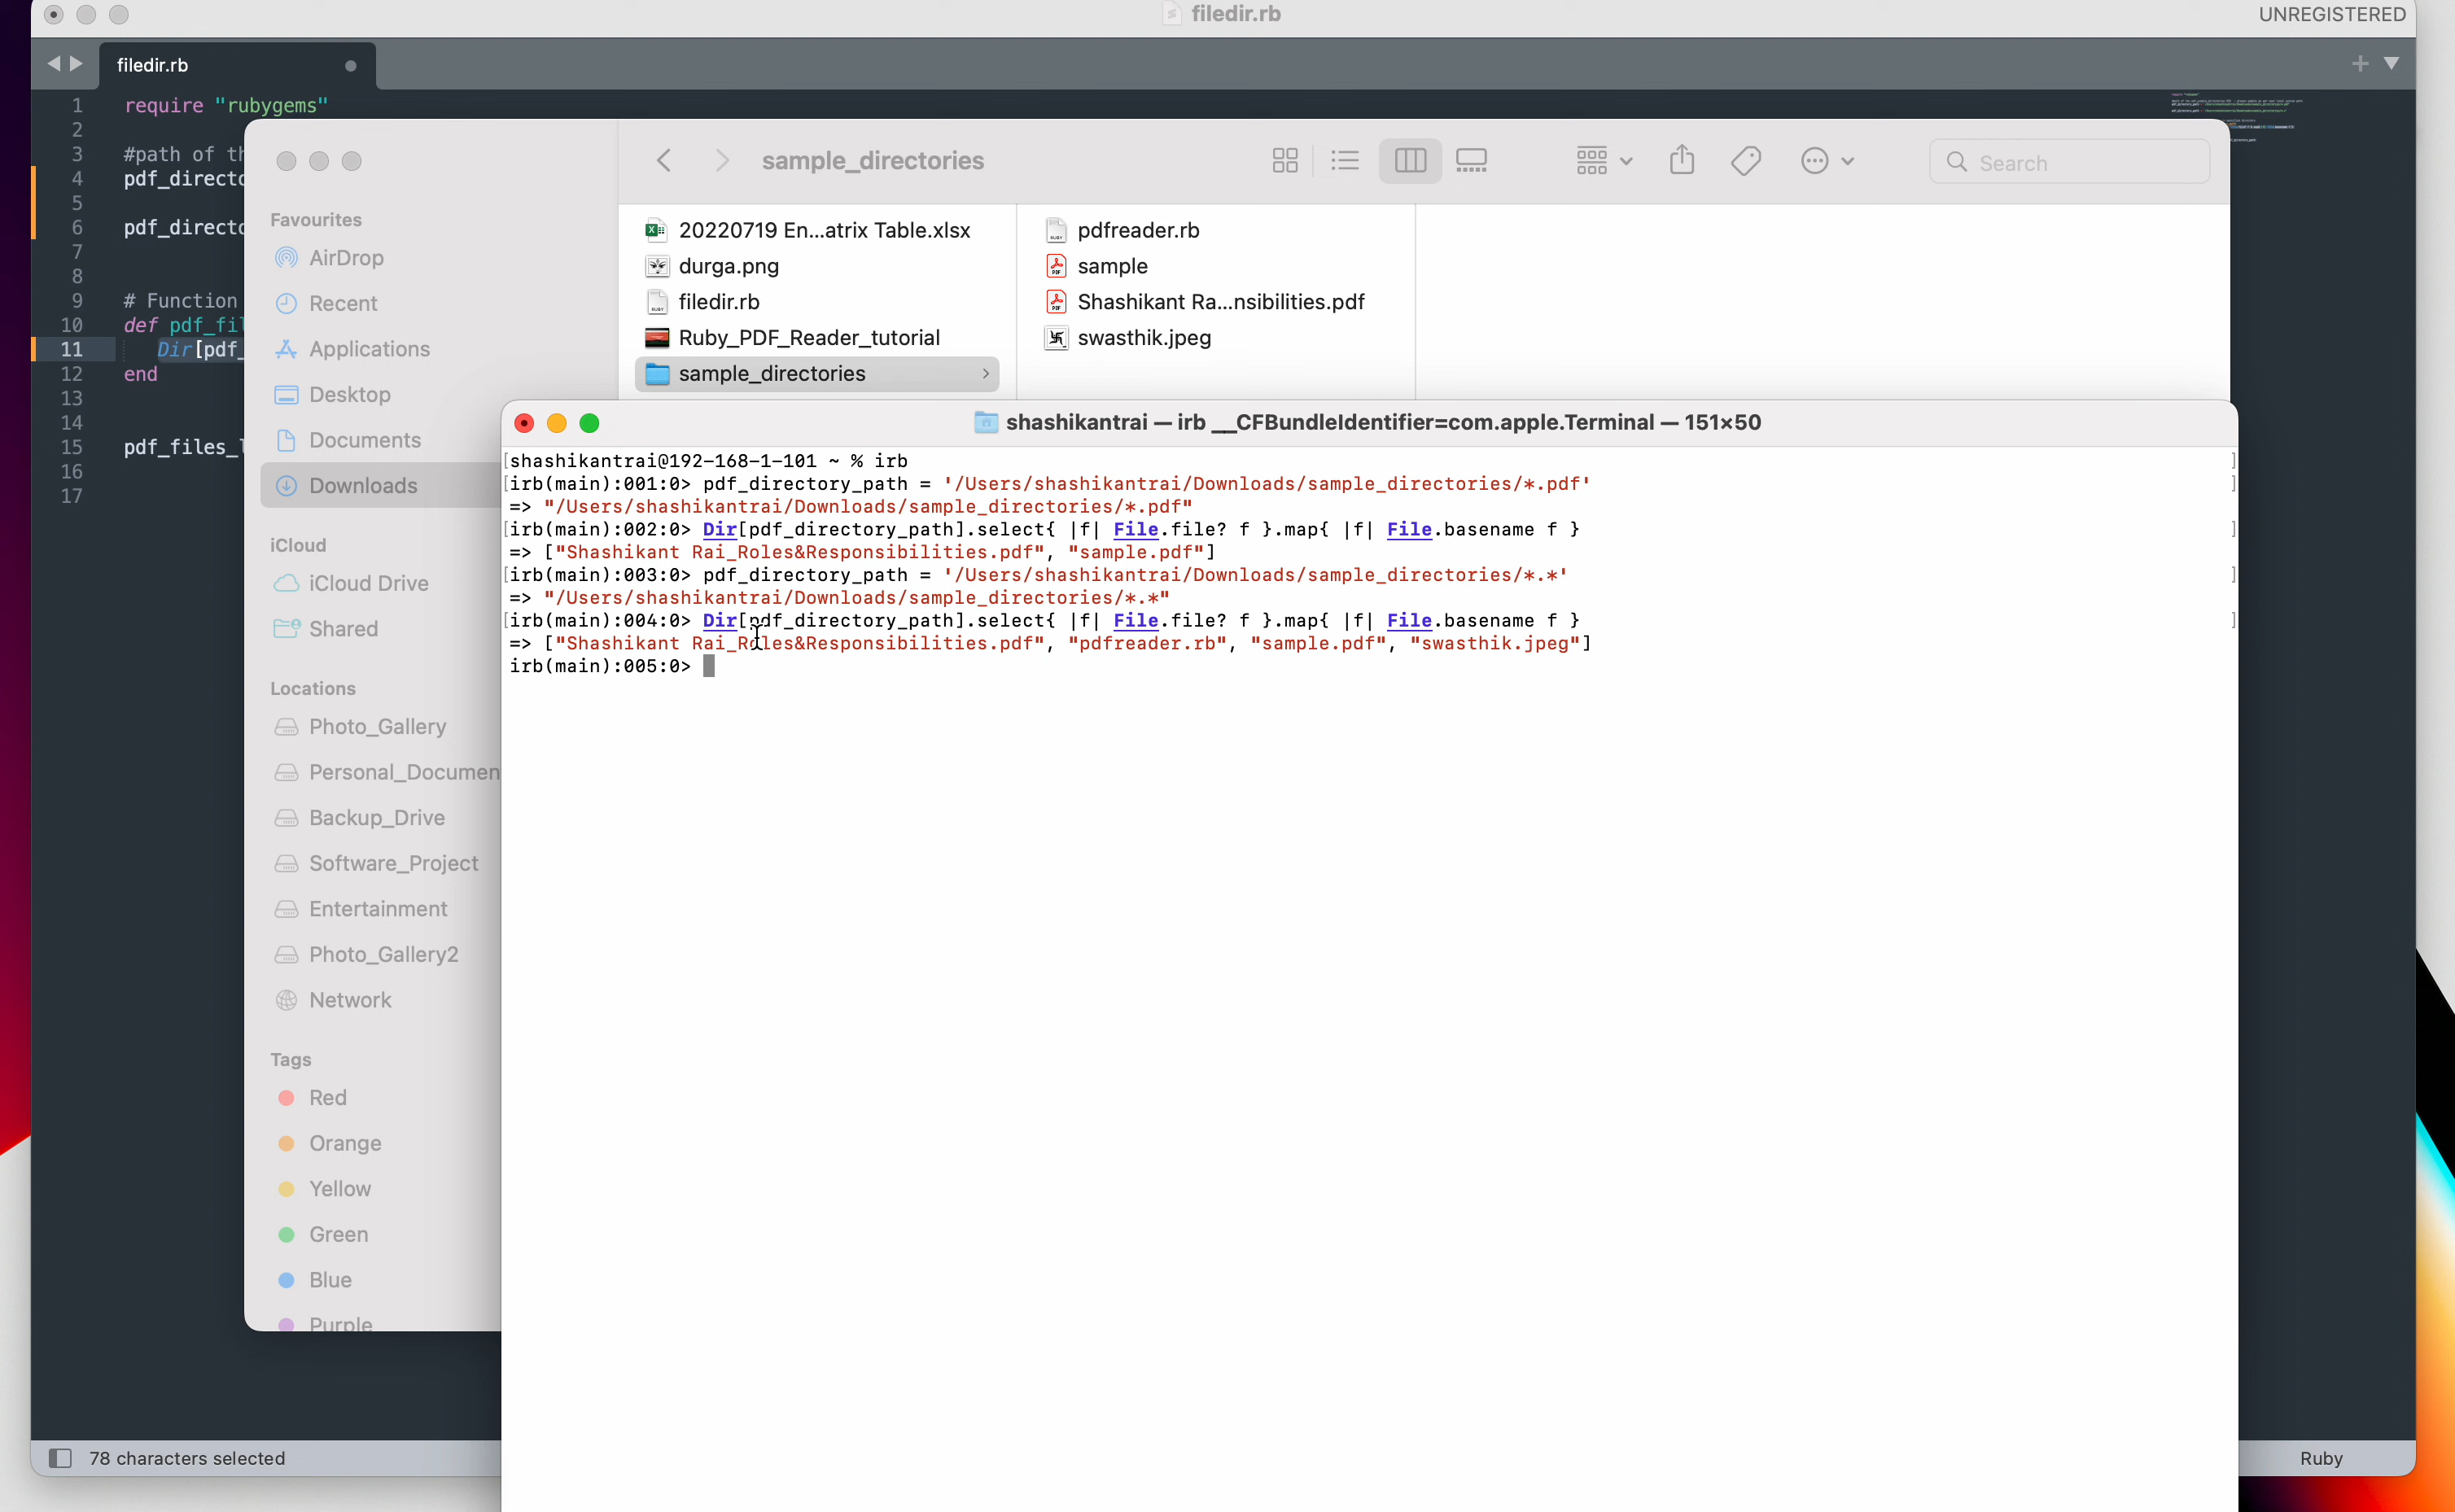 filedir.rb
UNREGISTERED
filedir.rb
1 require "rubygems"
2
3 #path of th
4 pdf_directo
5
6 pdf_directo
7
8
9 # Function
10 def pdf_fil
11 Dir[pdf_
12 end
13
14
15 pdf_files_l
16
17
sample_directories
Search
Favourites
AirDrop
Recent
Applications
Desktop
Documents
Downloads
iCloud
iCloud Drive
Shared
Locations
Photo_Gallery
Personal_Documen
Backup_Drive
Software_Project
Entertainment
Photo_Gallery2
Network
Tags
Red
Orange
Yellow
Green
Blue
Purple
20220719 En...atrix Table.xlsx
durga.png
filedir.rb
Ruby_PDF_Reader_tutorial
sample_directories
pdfreader.rb
sample
Shashikant Ra...nsibilities.pdf
swasthik.jpeg
shashikantrai — irb __CFBundleIdentifier=com.apple.Terminal — 151×50
[shashikantrai@192-168-1-101 ~ % irb ]
[irb(main):001:0> pdf_directory_path = '/Users/shashikantrai/Downloads/sample_directories/*.pdf' ]
=> "/Users/shashikantrai/Downloads/sample_directories/*.pdf"
[irb(main):002:0> Dir[pdf_directory_path].select{ |f| File.file? f }.map{ |f| File.basename f } ]
=> ["Shashikant Rai_Roles&Responsibilities.pdf", "sample.pdf"]
[irb(main):003:0> pdf_directory_path = '/Users/shashikantrai/Downloads/sample_directories/*.*' ]
=> "/Users/shashikantrai/Downloads/sample_directories/*.*"
[irb(main):004:0> Dir[pdf_directory_path].select{ |f| File.file? f }.map{ |f| File.basename f } ]
=> ["Shashikant Rai_Roles&Responsibilities.pdf", "pdfreader.rb", "sample.pdf", "swasthik.jpeg"]
irb(main):005:0>
78 characters selected
Ruby